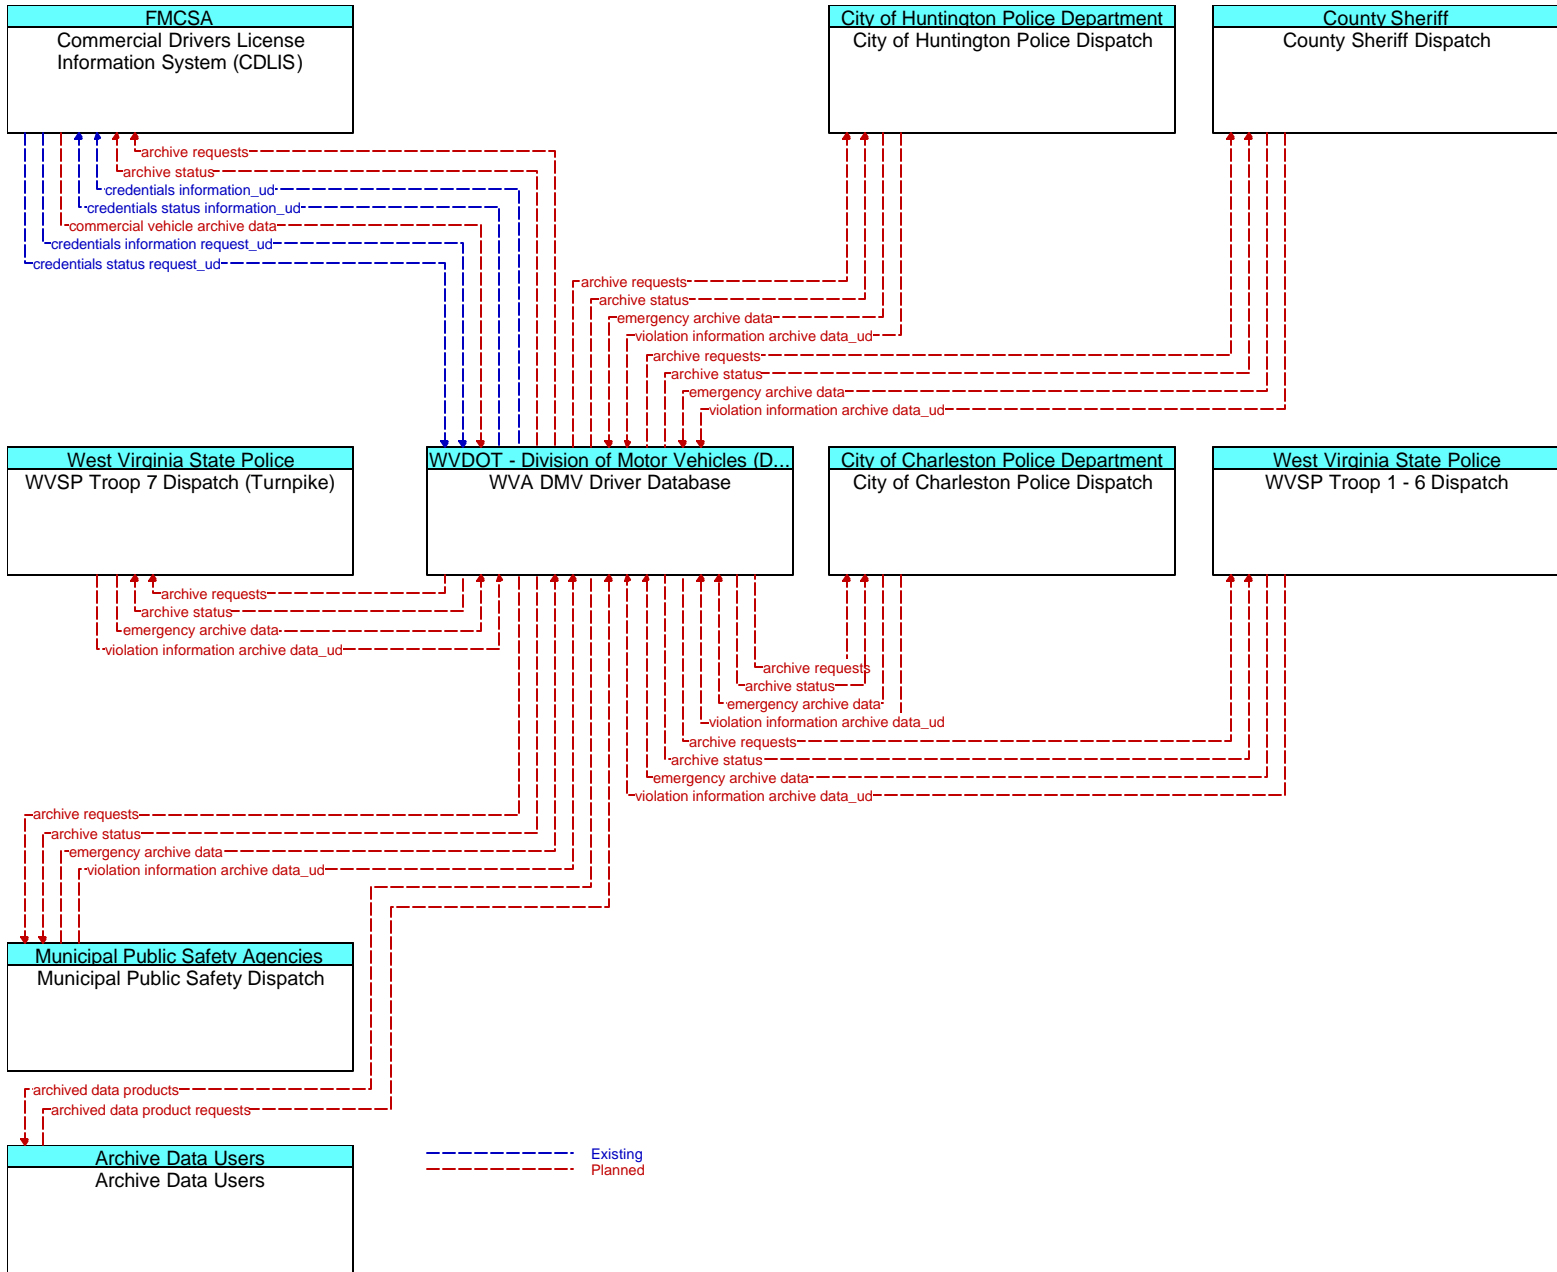 FMCSA
Commercial Drivers License
Information System (CDLIS)
City of Huntington Police Department
City of Huntington Police Dispatch
County Sheriff
County Sheriff Dispatch
archive requests
archive status
credentials information_ud
credentials status information_ud
commercial vehicle archive data
credentials information request_ud
credentials status request_ud
archive requests
archive status
emergency archive data
violation information archive data_ud
archive requests
archive status
emergency archive data
violation information archive data_ud
West Virginia State Police
WVSP Troop 7 Dispatch (Turnpike)
WVDOT - Division of Motor Vehicles (D...
WVA DMV Driver Database
City of Charleston Police Department
City of Charleston Police Dispatch
West Virginia State Police
WVSP Troop 1 - 6 Dispatch
archive requests
archive status
emergency archive data
violation information archive data_ud
archive requests
archive status
emergency archive data
violation information archive data_ud
archive requests
archive status
emergency archive data
violation information archive data_ud
archive requests
archive status
emergency archive data
violation information archive data_ud
Municipal Public Safety Agencies
Municipal Public Safety Dispatch
archived data products
archived data product requests
Archive Data Users
Archive Data Users
Existing
Planned